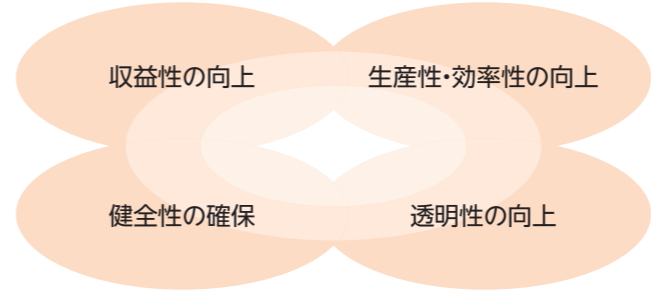 収益性の向上
生産性・効率性の向上
健全性の確保
透明性の向上